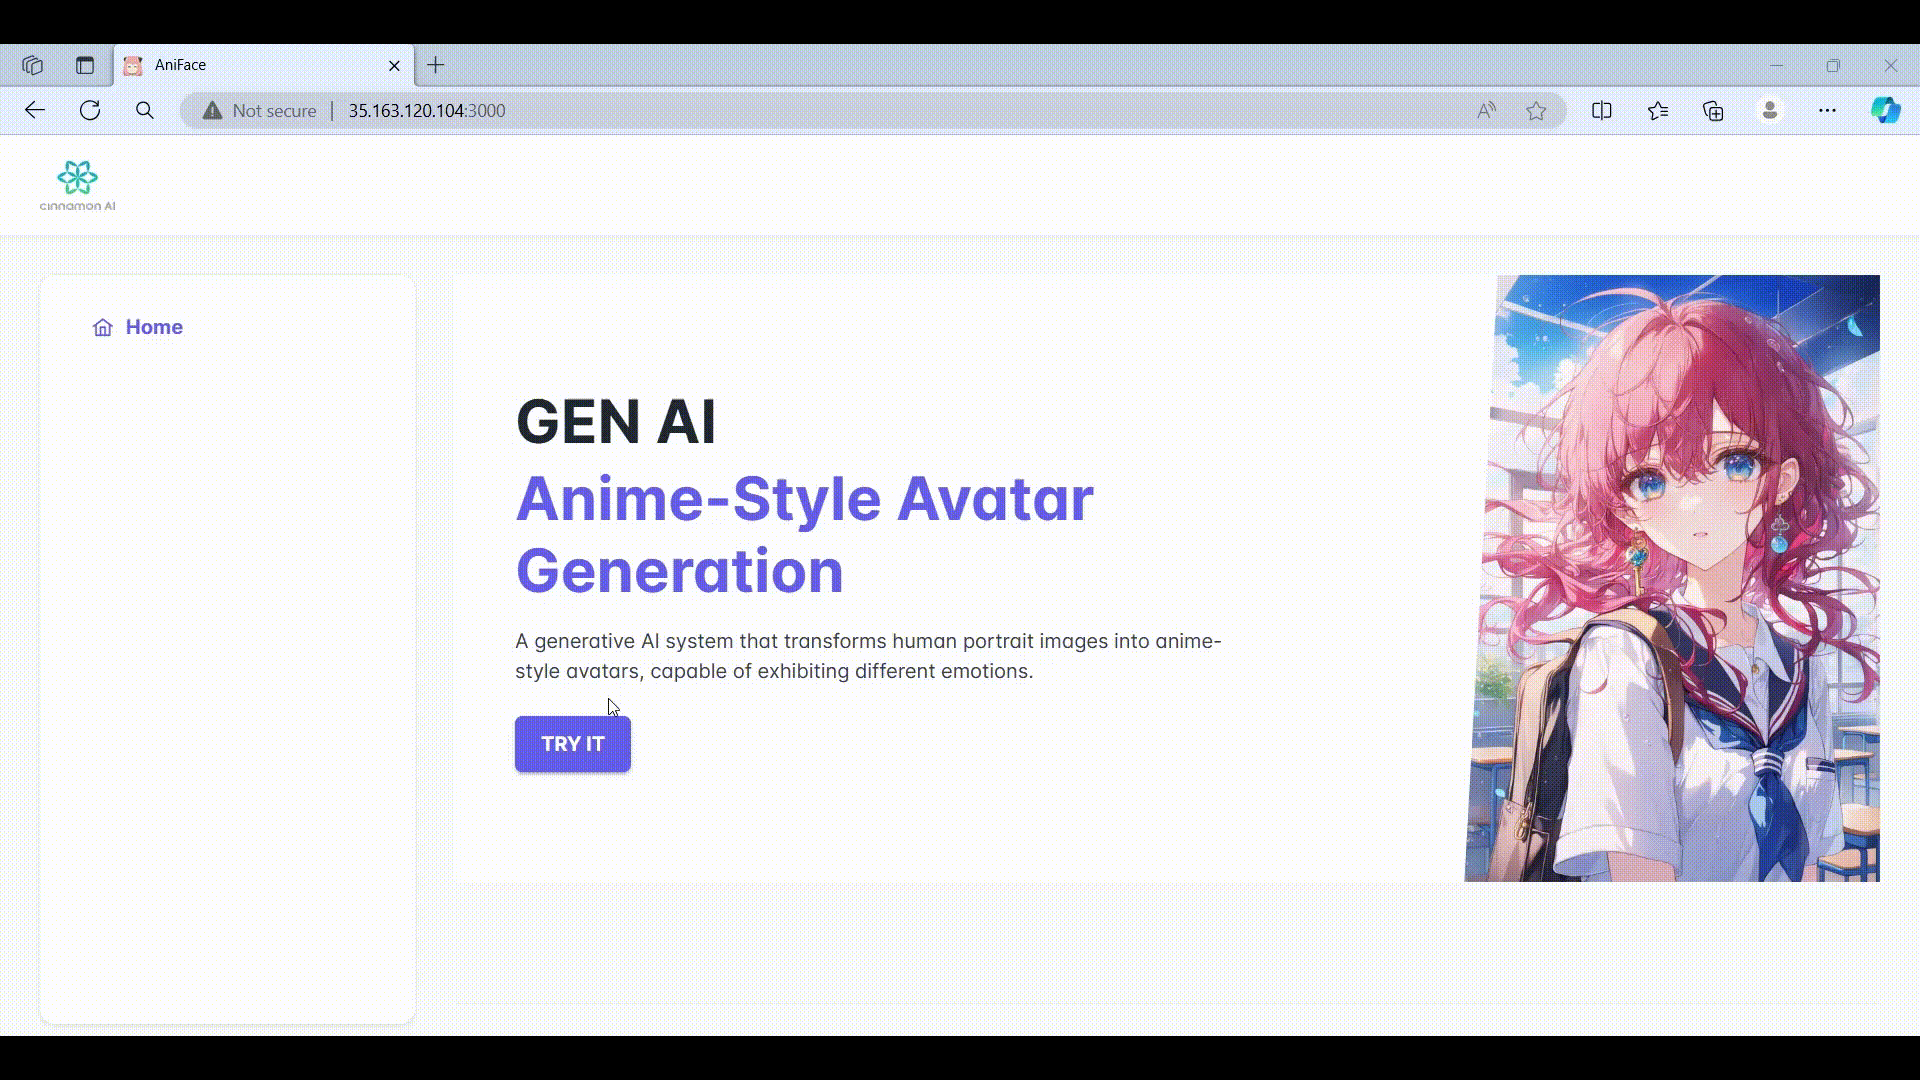 AniFace
Not secure
35.163.120.104:3000
cinnamon AI
Home
GEN AI
Anime-Style Avatar
Generation
A generative AI system that transforms human portrait images into anime-
style avatars, capable of exhibiting different emotions.
TRY IT